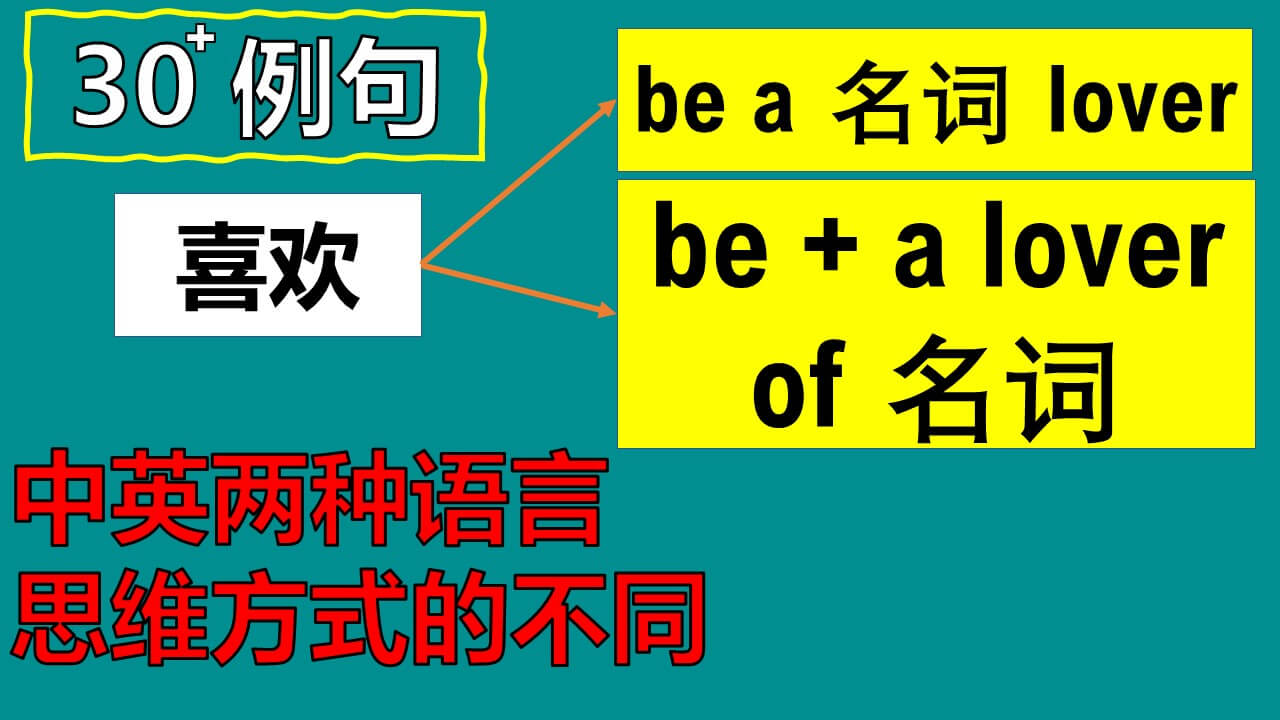 30+ 例句
be a 名词 lover
喜欢
be + a lover
of 名词
中英两种语言
思维方式的不同